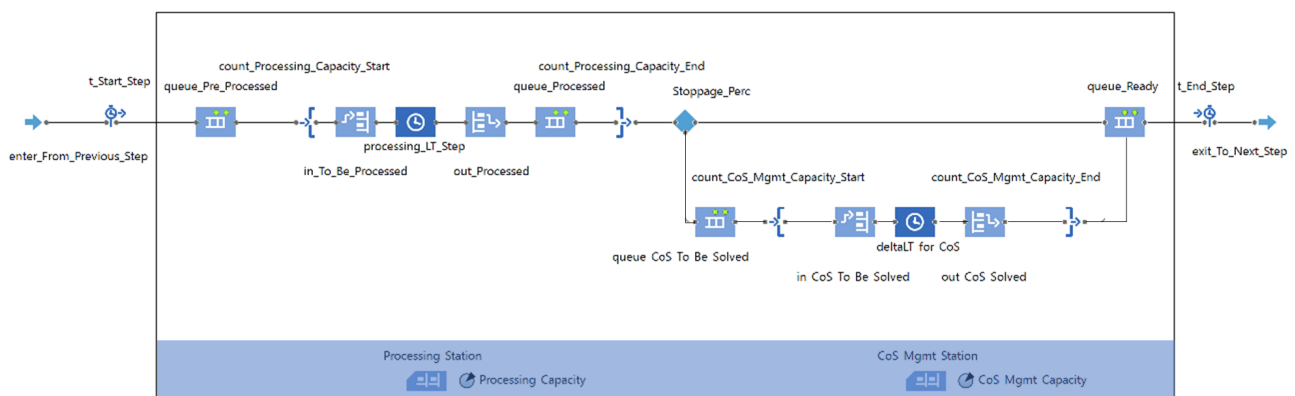 count_Processing_Capacity_Start
count_Processing_Capacity_End
t_Start_Step
queue_Pre_Processed
queue_Processed
Stoppage_Perc
queue_Ready
t_End_Step
enter_From_Previous_Step
processing_LT_Step
exit_To_Next_Step
in_To_Be_Processed
out_Processed
count_CoS_Mgmt_Capacity_Start
count_CoS_Mgmt_Capacity_End
deltaLT for CoS
queue CoS To Be Solved
in CoS To Be Solved
out CoS Solved
Processing Station
CoS Mgmt Station
Processing Capacity
CoS Mgmt Capacity